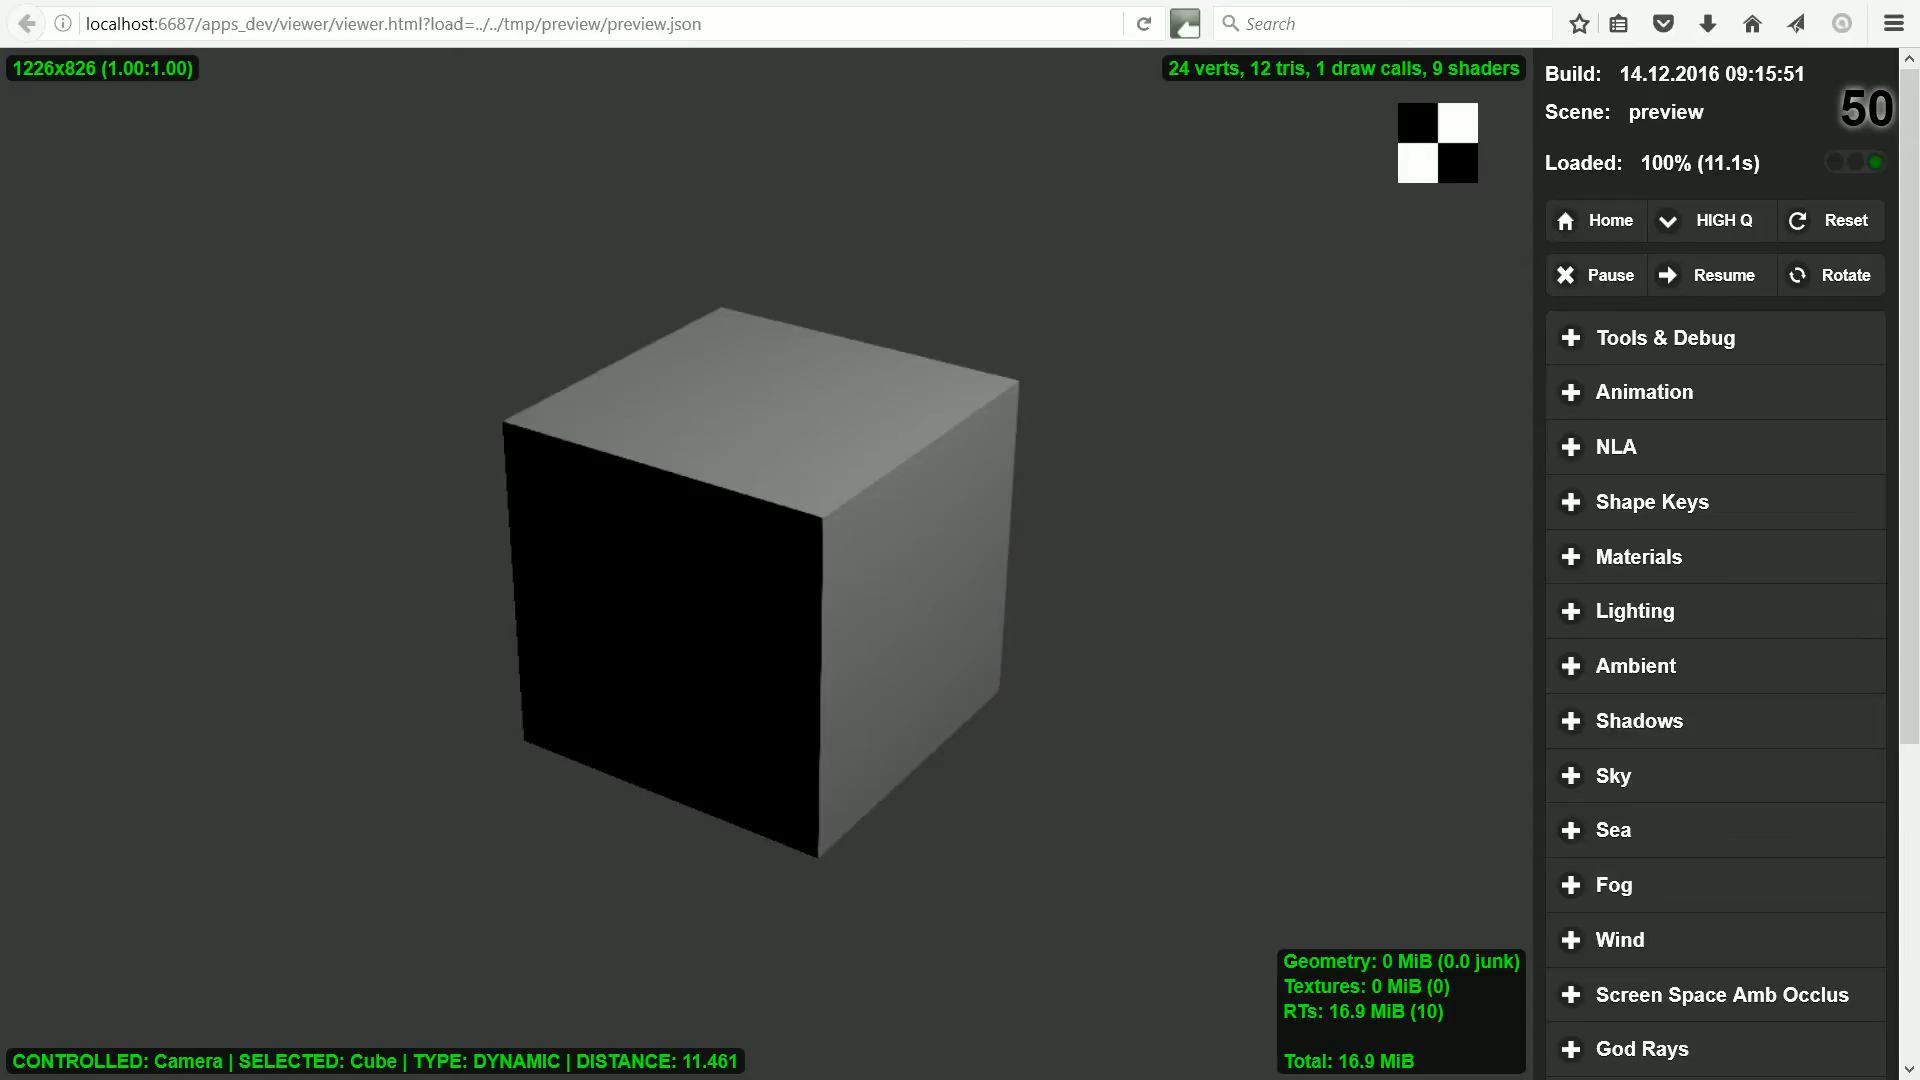 localhost:6687/apps_dev/viewer/viewer.html?load=../../tmp/preview/preview.json
Search
1226x826 (1.00:1.00)
24 verts, 12 tris, 1 draw calls, 9 shaders
Build: 14.12.2016 09:15:51
Scene: preview
50
Loaded: 100% (11.1s)
Home HIGH Q Reset
Pause Resume Rotate
Tools & Debug
Animation
NLA
Shape Keys
Materials
Lighting
Ambient
Shadows
Sky
Sea
Fog
Wind
Screen Space Amb Occlus
God Rays
Geometry: 0 MiB (0.0 junk)
Textures: 0 MiB (0)
RTs: 16.9 MiB (10)
Total: 16.9 MiB
CONTROLLED: Camera | SELECTED: Cube | TYPE: DYNAMIC | DISTANCE: 11.461